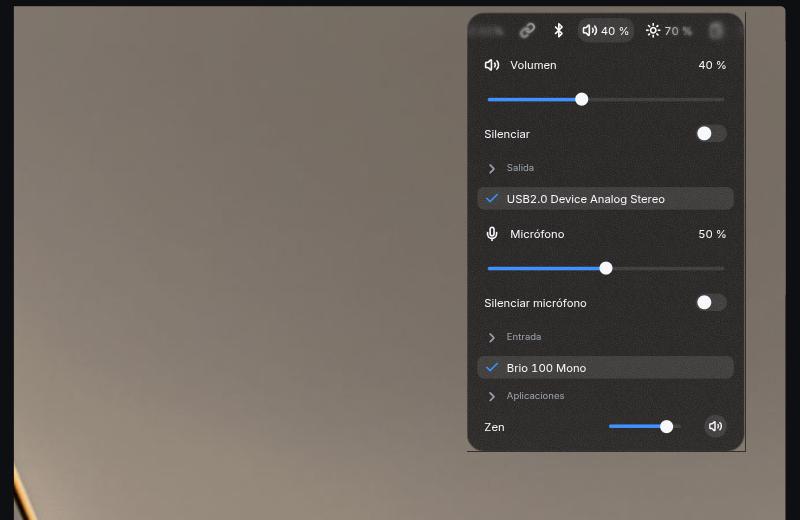 40 % 70 %
Volumen 40 %
Silenciar
Salida
USB2.0 Device Analog Stereo
Micrófono 50 %
Silenciar micrófono
Entrada
Brio 100 Mono
Aplicaciones
Zen